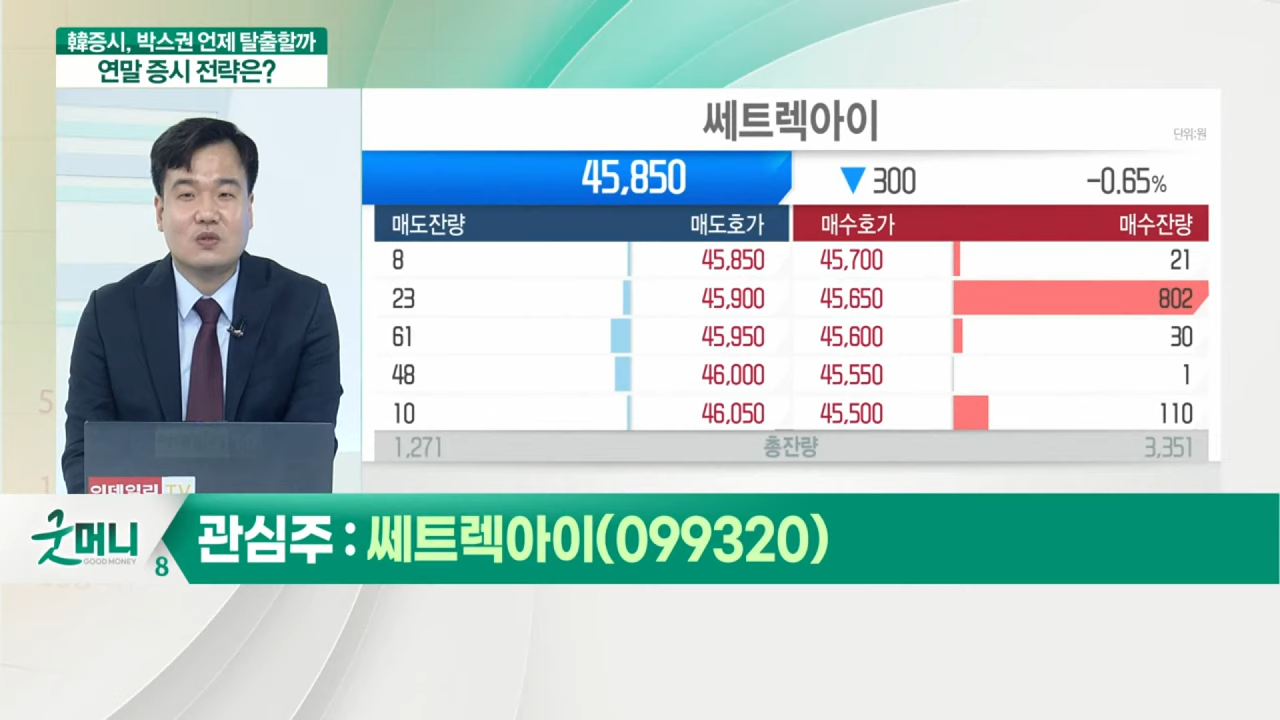 韓증시, 박스권 언제 탈출할까
연말 증시 전략은?
쎄트렉아이
단위:원
45,850 ▼ 300 -0.65%
매도잔량 매도호가 매수호가 매수잔량
8 45,850 45,700 21
23 45,900 45,650 802
61 45,950 45,600 30
48 46,000 45,550 1
10 46,050 45,500 110
1,271 총잔량 3,351
이데일리 TV
굿머니
GOOD MONEY
8
관심주 : 쎄트렉아이(099320)